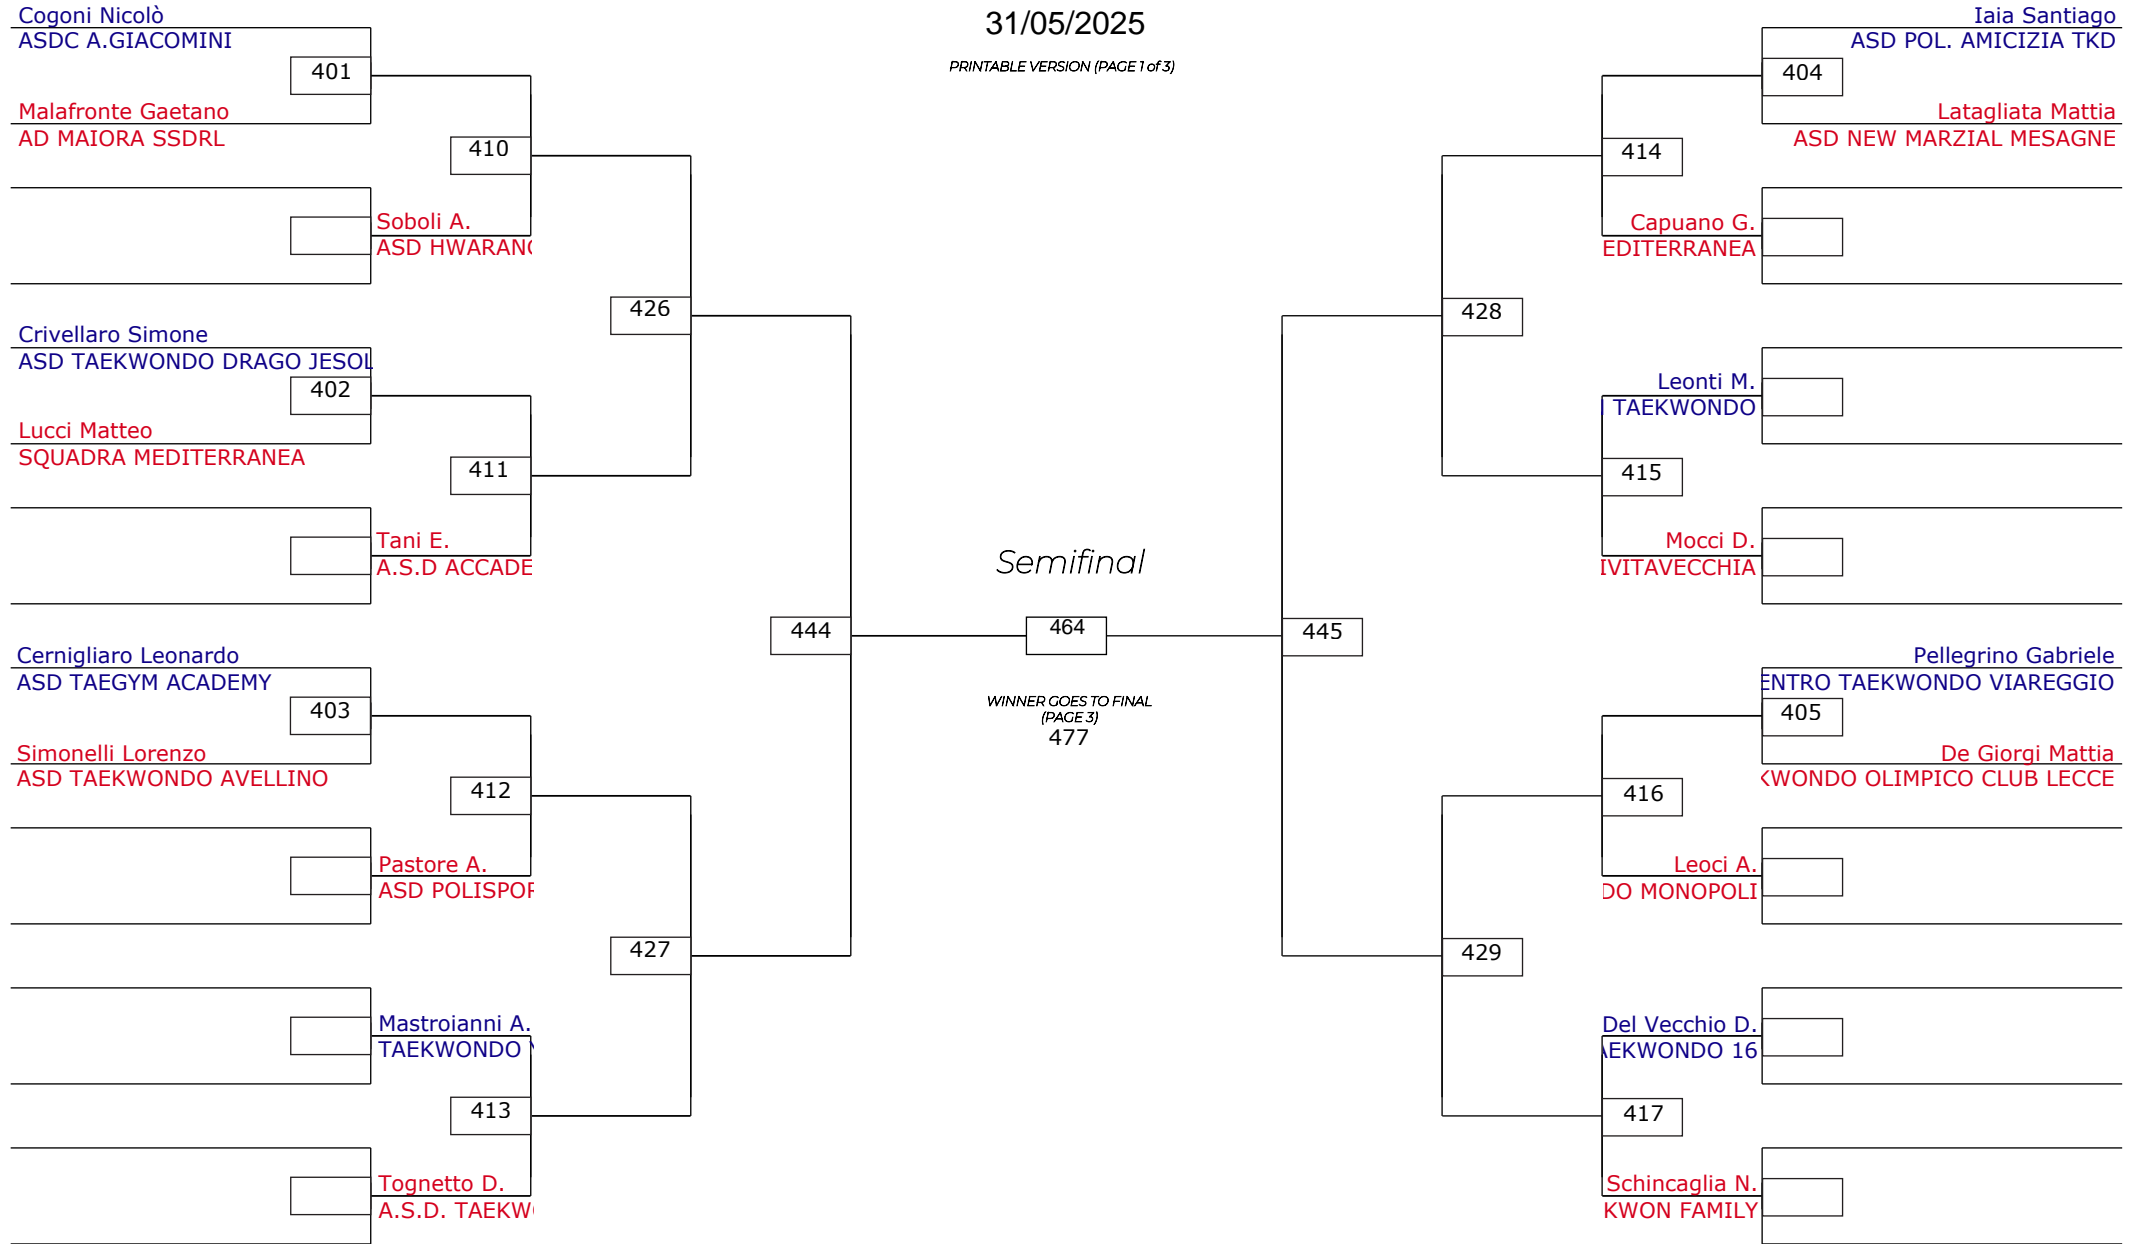 31/05/2025
PRINTABLE VERSION (PAGE 1 of 3)
Cogoni Nicolò
ASDC A.GIACOMINI
401
Malafronte Gaetano
AD MAIORA SSDRL
410
Soboli A.
ASD HWARANG
426
Crivellaro Simone
ASD TAEKWONDO DRAGO JESOL
402
Lucci Matteo
SQUADRA MEDITERRANEA
411
Tani E.
A.S.D ACCADE
444
Cernigliaro Leonardo
ASD TAEGYM ACADEMY
403
Simonelli Lorenzo
ASD TAEKWONDO AVELLINO
412
Pastore A.
ASD POLISPOR
427
Mastroianni A.
TAEKWONDO
413
Tognetto D.
A.S.D. TAEKW
Semifinal
464
WINNER GOES TO FINAL
(PAGE 3)
477
Iaia Santiago
ASD POL. AMICIZIA TKD
404
Latagliata Mattia
ASD NEW MARZIAL MESAGNE
414
Capuano G.
EDITERRANEA
428
Leonti M.
TAEKWONDO
415
Mocci D.
IVITAVECCHIA
445
Pellegrino Gabriele
ENTRO TAEKWONDO VIAREGGIO
405
De Giorgi Mattia
KWONDO OLIMPICO CLUB LECCE
416
Leoci A.
DO MONOPOLI
429
Del Vecchio D.
AEKWONDO 16
417
Schincaglia N.
KWON FAMILY